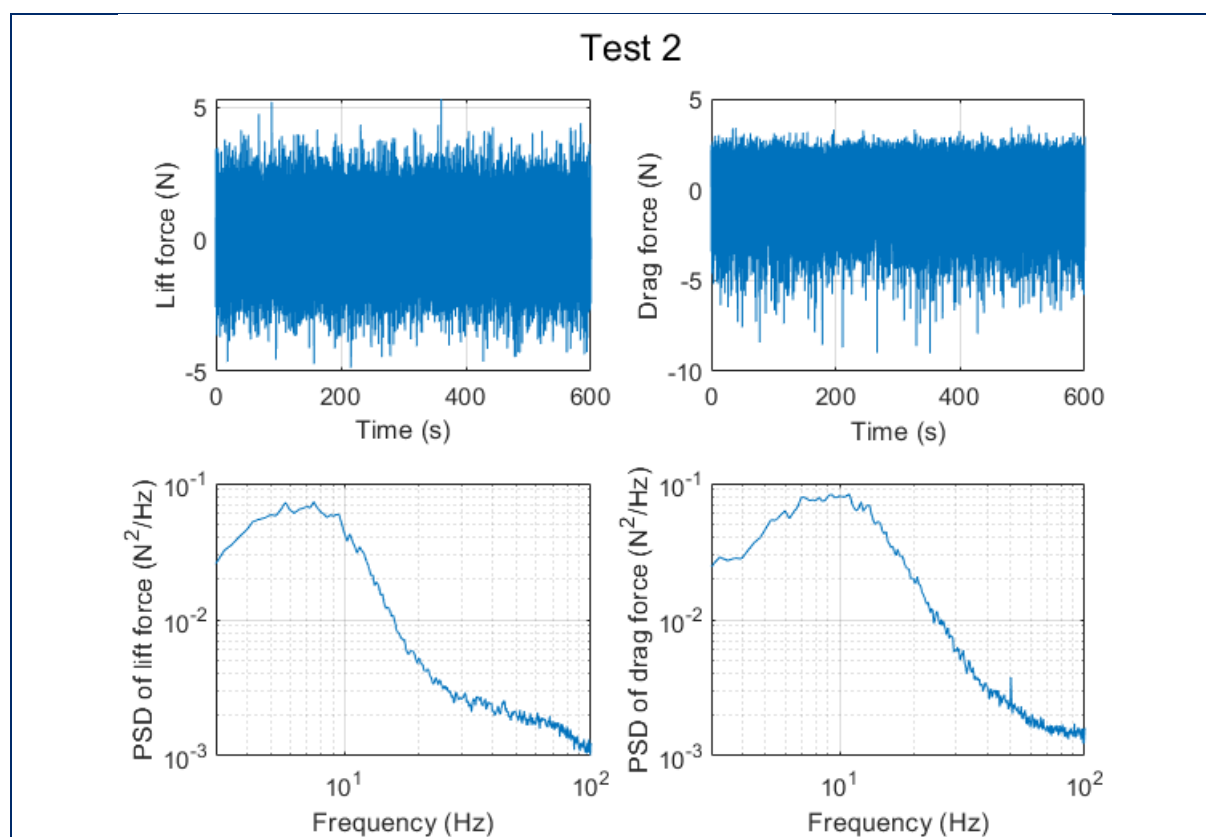 Test 2
5
0
-5
Lift force (N)
0 200 400 600
Time (s)
5
0
-5
-10
Drag force (N)
0 200 400 600
Time (s)
10^-1
10^-2
10^-3
PSD of lift force (N^2/Hz)
10^1 10^2
Frequency (Hz)
10^-1
10^-2
10^-3
PSD of drag force (N^2/Hz)
10^1 10^2
Frequency (Hz)